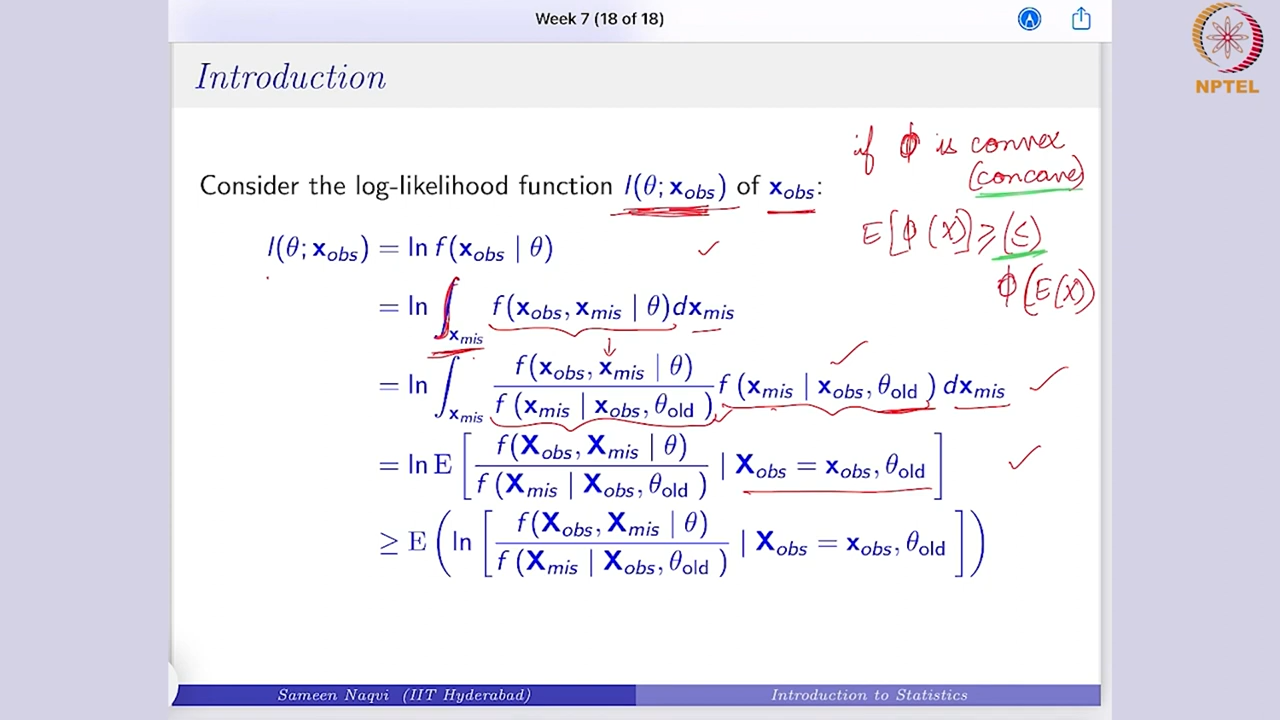 Week 7 (18 of 18)
NPTEL
Introduction
Consider the log-likelihood function l(θ; x_obs) of x_obs:
if ϕ is convex
(concave)
E[ϕ(X)] ≥ (≤)
ϕ(E(X))
l(θ; x_obs) = ln f(x_obs | θ)
= ln ∫_{x_mis} f(x_obs, x_mis | θ)dx_mis
= ln ∫_{x_mis} \frac{f(x_obs, x_mis | θ)}{f(x_mis | x_obs, θ_old)} f(x_mis | x_obs, θ_old) dx_mis
= ln E [ \frac{f(X_obs, X_mis | θ)}{f(X_mis | X_obs, θ_old)} | X_obs = x_obs, θ_old ]
≥ E ( ln [ \frac{f(X_obs, X_mis | θ)}{f(X_mis | X_obs, θ_old)} | X_obs = x_obs, θ_old ] )
Sameen Naqvi (IIT Hyderabad) Introduction to Statistics